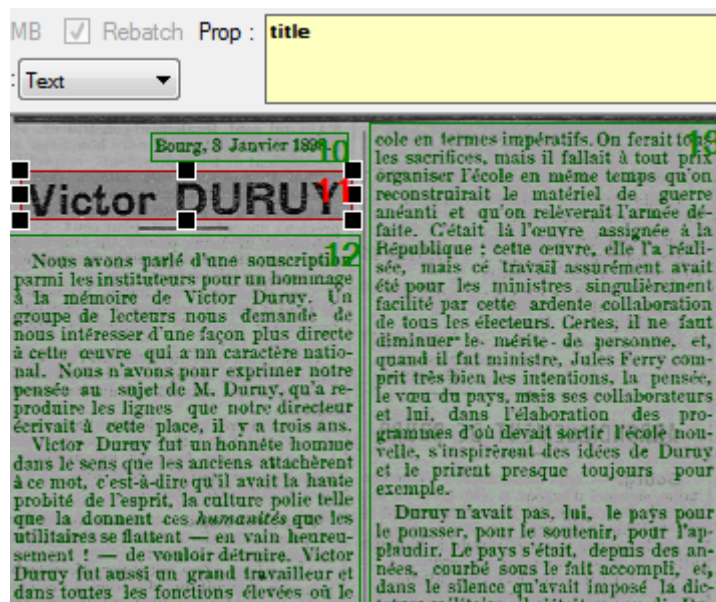 MB Rebatch Prop : title
: Text
Bourg, 8 Janvier 1898. 10
Victor DURUY 11
12
Nous avons parlé d'une souscription
parmi les instituteurs pour un hommage
à la mémoire de Victor Duruy. Un
groupe de lecteurs nous demande de
nous intéresser d'une façon plus directe
à cette œuvre qui a un caractère natio-
nal. Nous n'avons pour exprimer notre
pensée au sujet de M. Duruy, qu'a re-
produire les lignes que notre directeur
écrivait à cette place, il y a trois ans.
Victor Duruy fut un honnête homme
dans le sens que les anciens attachèrent
à ce mot, c'est-à-dire qu'il avait la haute
probité de l'esprit, la culture polie telle
que la donnent ces humanités que les
utilitaires se flattent — en vain heureu-
sement ! — de vouloir détruire. Victor
Duruy fut aussi un grand travailleur et
dans toutes les fonctions élevées où le
13
cole en termes impératifs. On ferait tous
les sacrifices, mais il fallait à tout prix
organiser l'école en même temps qu'on
reconstruirait le matériel de guerre
anéanti et qu'on relèverait l'armée dé-
faite. C'était là l'œuvre assignée à la
République : cette œuvre, elle l'a réali-
sée, mais ce travail assurément avait
été pour les ministres singulièrement
facilité par cette ardente collaboration
de tous les électeurs. Certes, il ne faut
diminuer le mérite de personne, et,
quand il fut ministre, Jules Ferry com-
prit très bien les intentions, la pensée,
le vœu du pays, mais ses collaborateurs
et lui, dans l'élaboration des pro-
grammes d'où devait sortir l'école nou-
velle, s'inspirèrent des idées de Duruy
et le prirent presque toujours pour
exemple.
Duruy n'avait pas, lui, le pays pour
le pousser, pour le soutenir, pour l'ap-
plaudir. Le pays s'était, depuis des an-
nées, courbé sous le fait accompli, et,
dans le silence qu'avait imposé la dic-